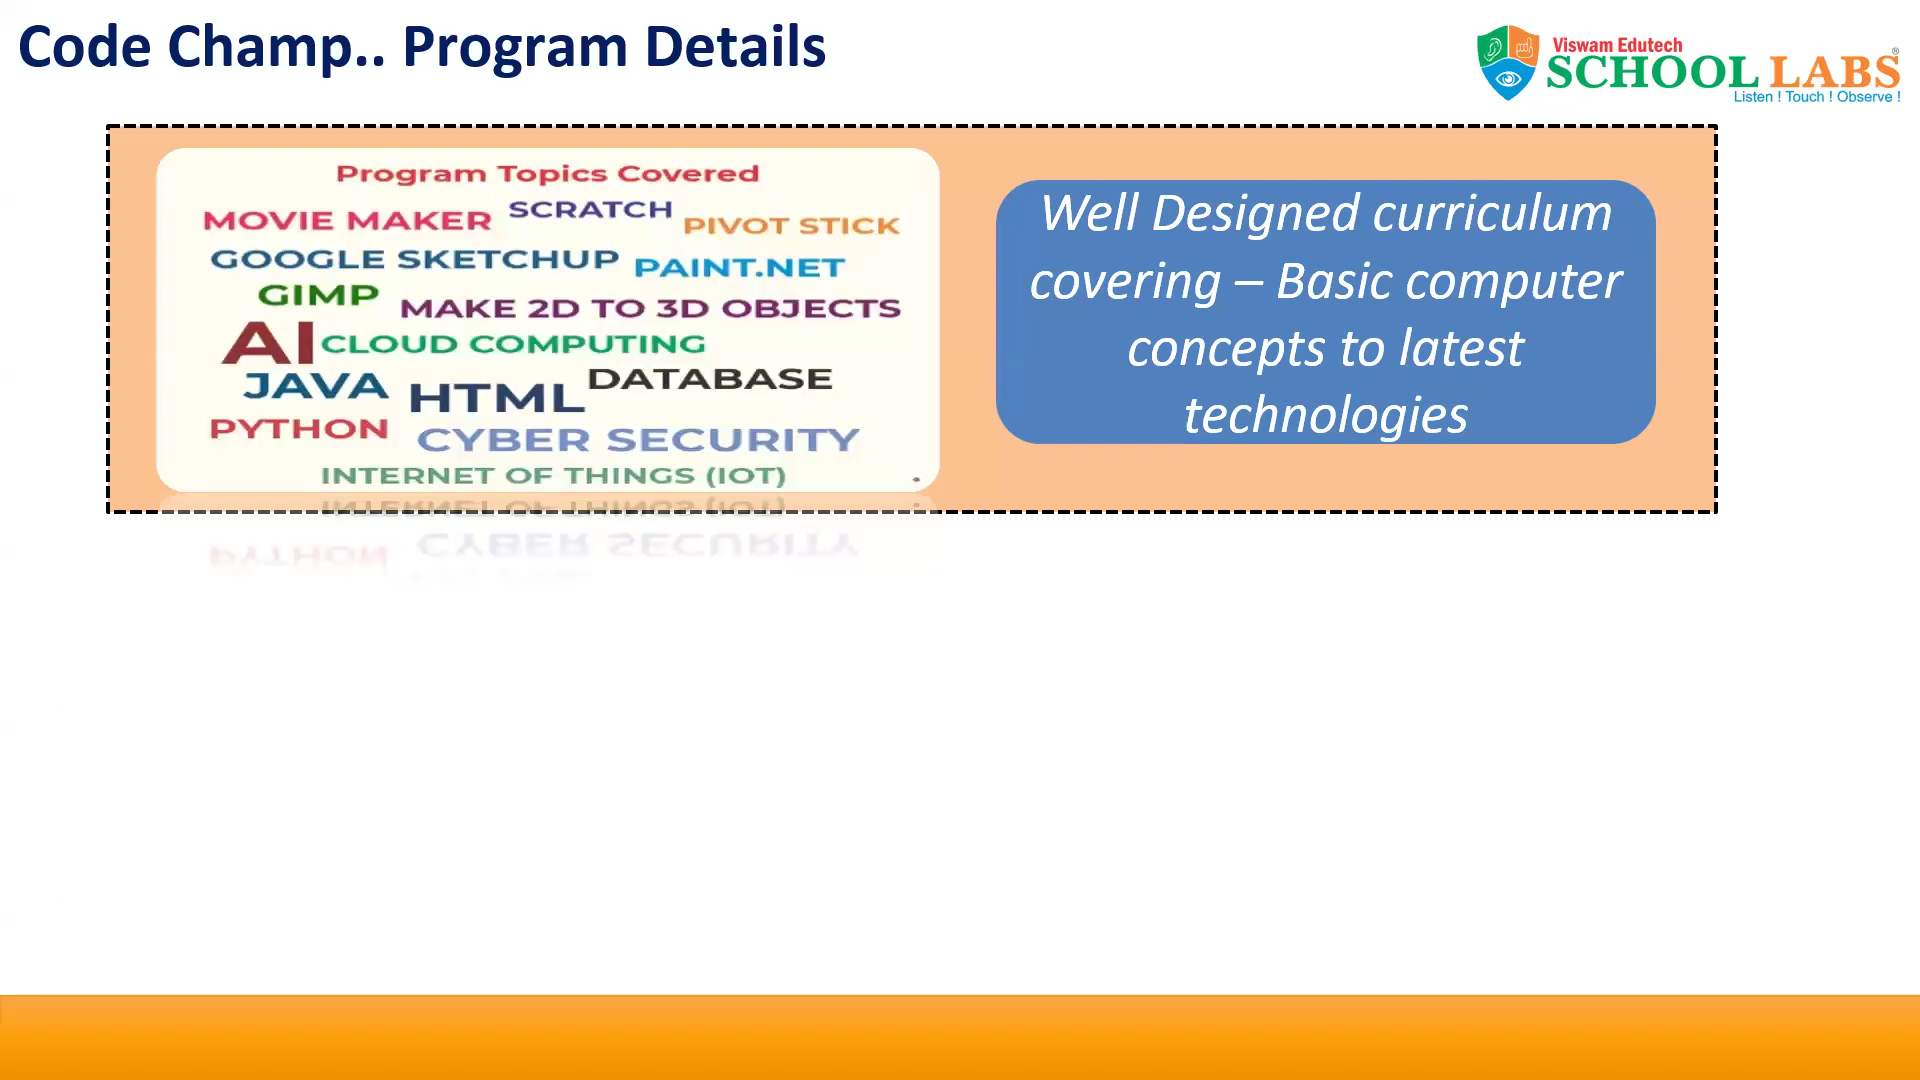 Code Champ.. Program Details
Viswam Edutech
SCHOOL LABS®
Listen ! Touch ! Observe !
Program Topics Covered
MOVIE MAKER SCRATCH PIVOT STICK
GOOGLE SKETCHUP PAINT.NET
GIMP MAKE 2D TO 3D OBJECTS
AI CLOUD COMPUTING
JAVA HTML DATABASE
PYTHON CYBER SECURITY
INTERNET OF THINGS (IOT)
Well Designed curriculum
covering – Basic computer
concepts to latest
technologies